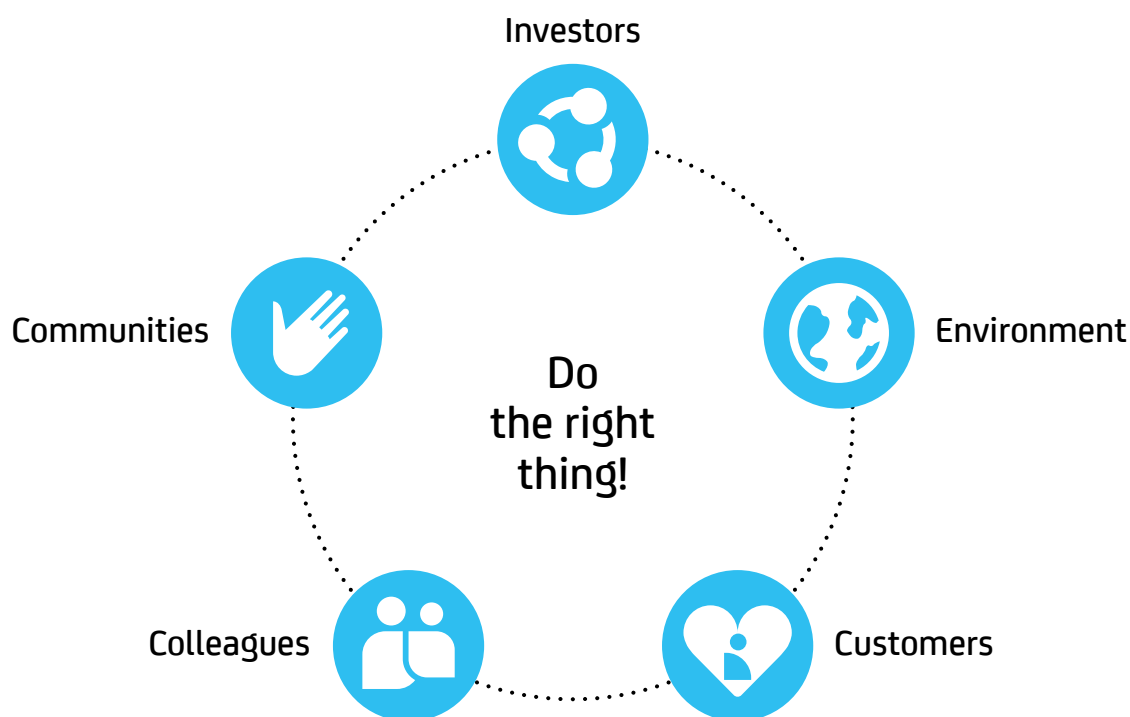 Investors
Communities
Environment
Do
the right
thing!
Colleagues
Customers